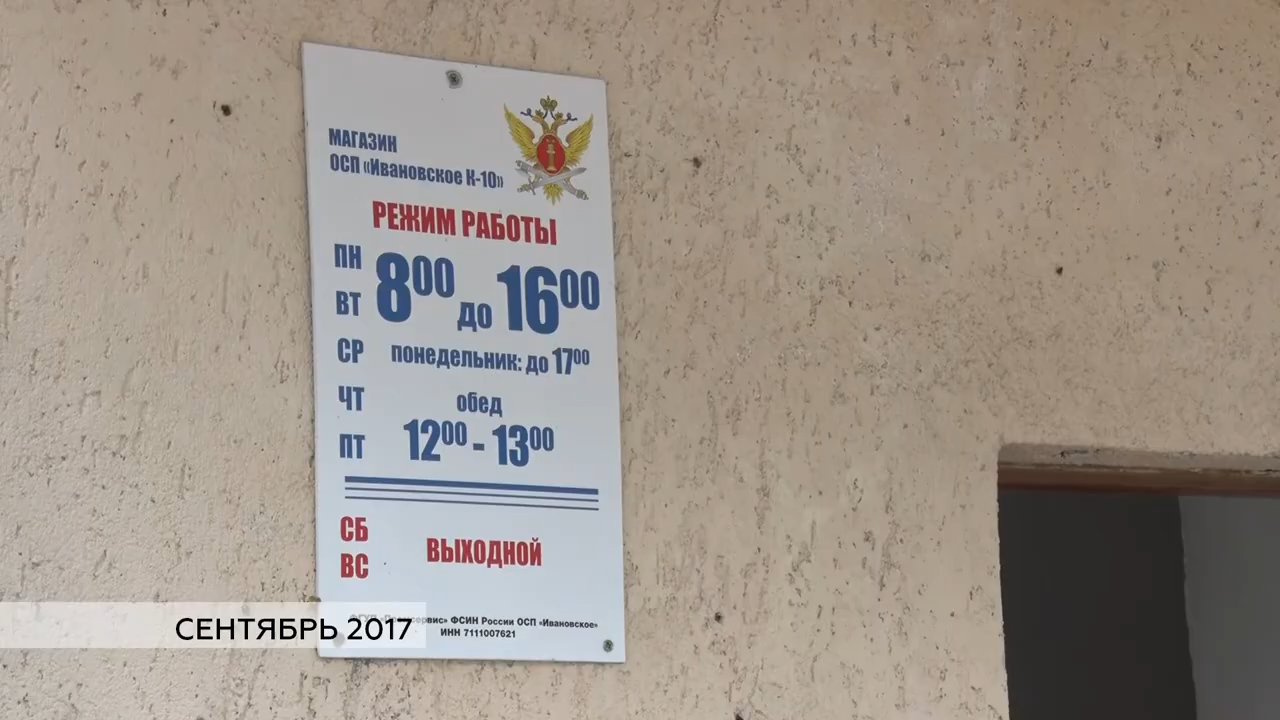 МАГАЗИН
ОСП «Ивановское К-10»
РЕЖИМ РАБОТЫ
ПН
ВТ
СР
ЧТ
ПТ
8⁰⁰ до 16⁰⁰
понедельник: до 17⁰⁰
обед
12⁰⁰ - 13⁰⁰
СБ
ВС
ВЫХОДНОЙ
ФСИН России ОСП «Ивановское»
ИНН 7111007621
СЕНТЯБРЬ 2017